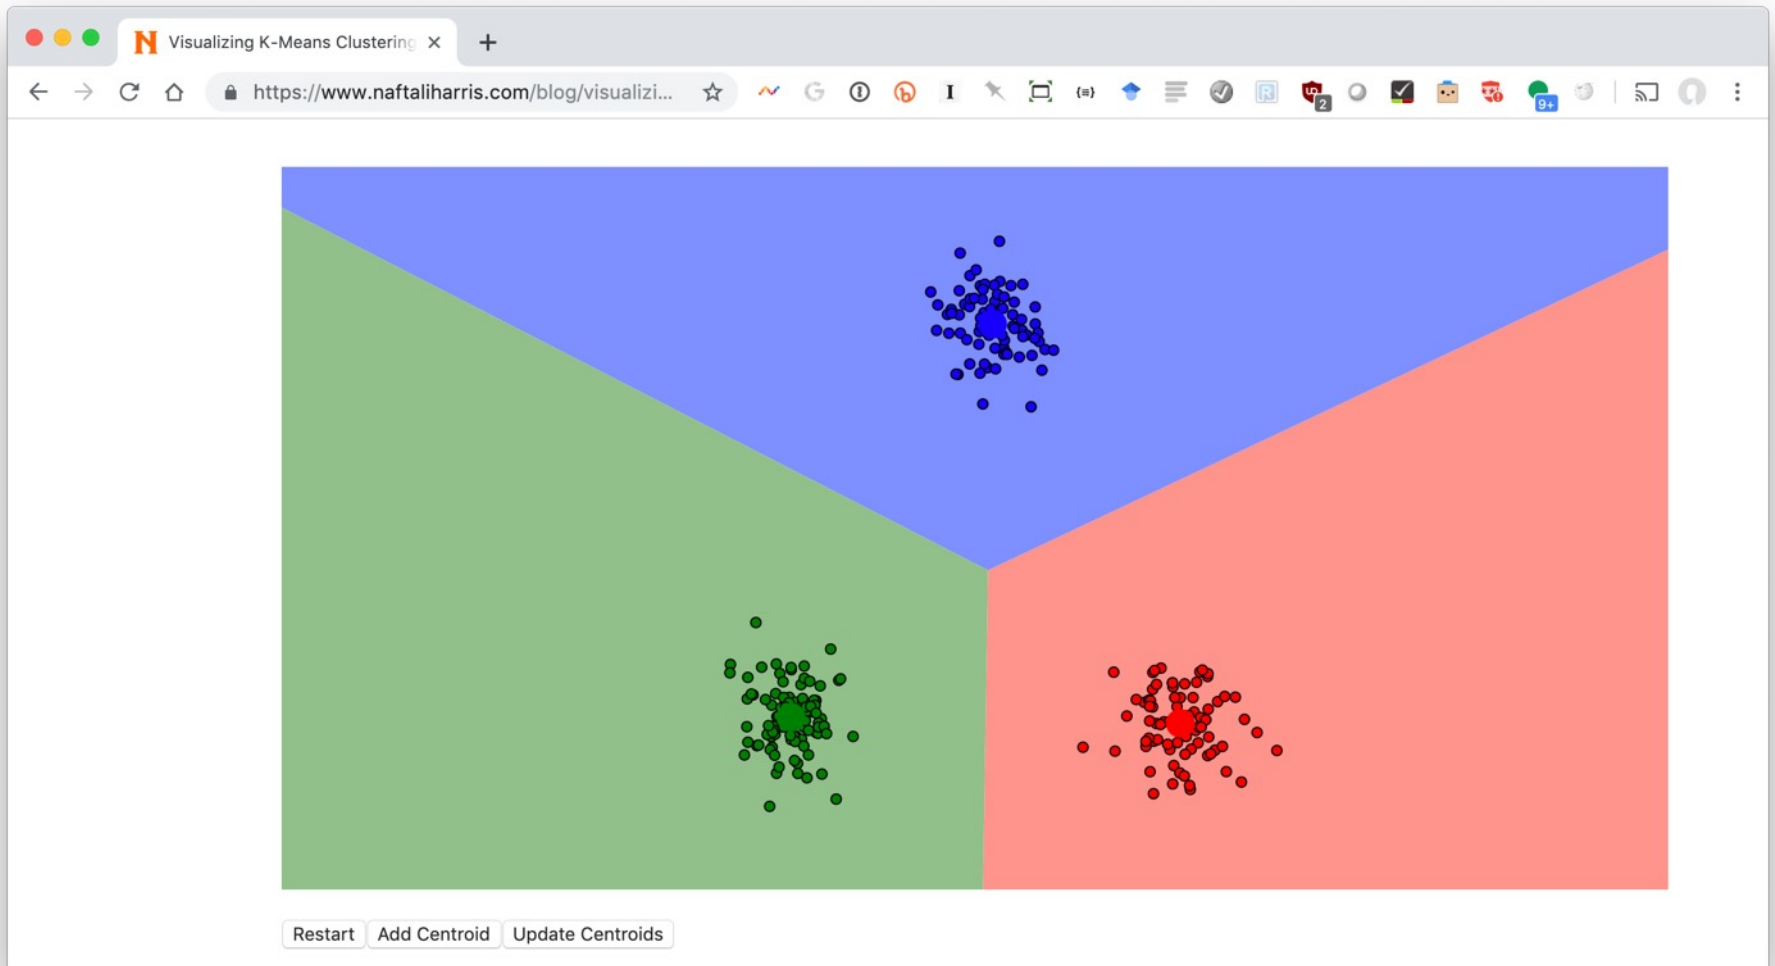 N Visualizing K-Means Clustering
https://www.naftaliharris.com/blog/visualizi...
2
9+
Restart Add Centroid Update Centroids